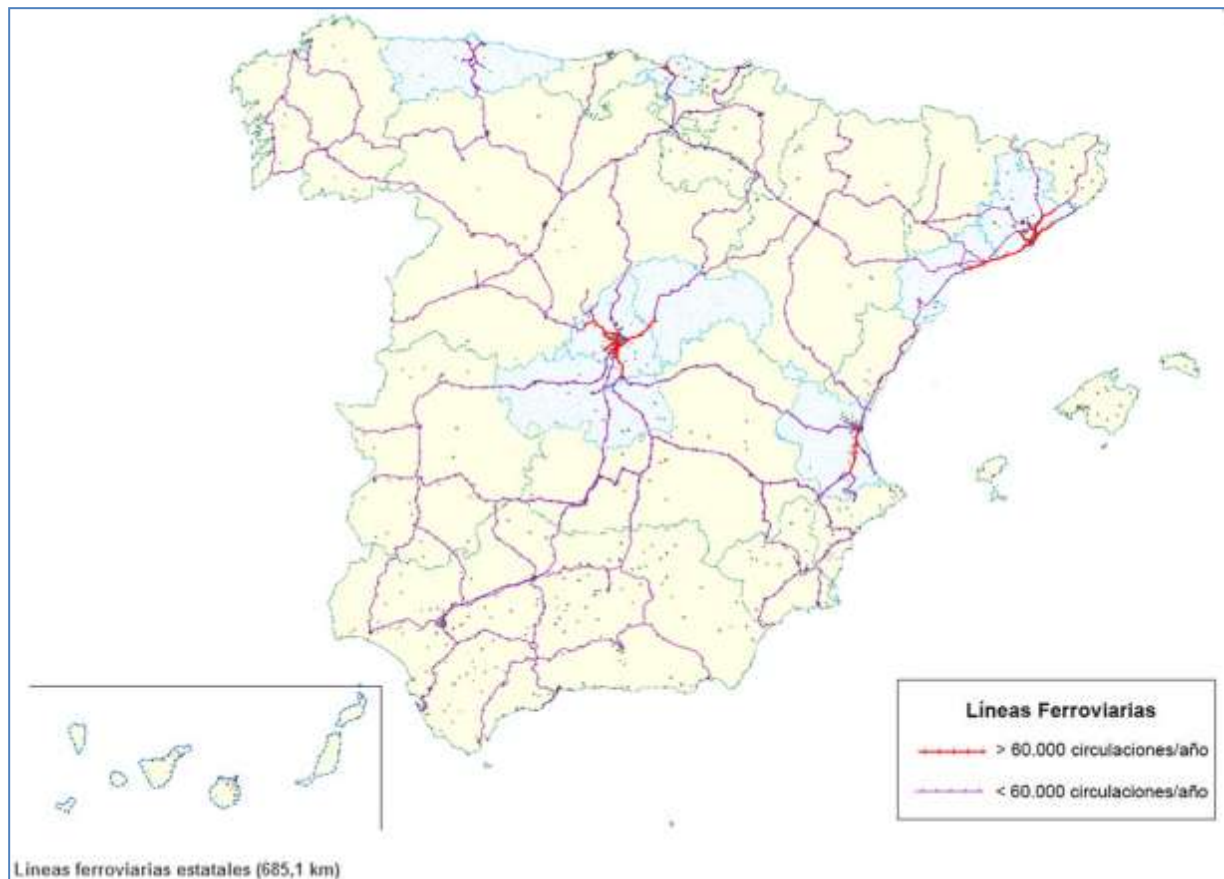 Líneas Ferroviarias
> 60.000 circulaciones/año
< 60.000 circulaciones/año
Líneas ferroviarias estatales (685,1 km)